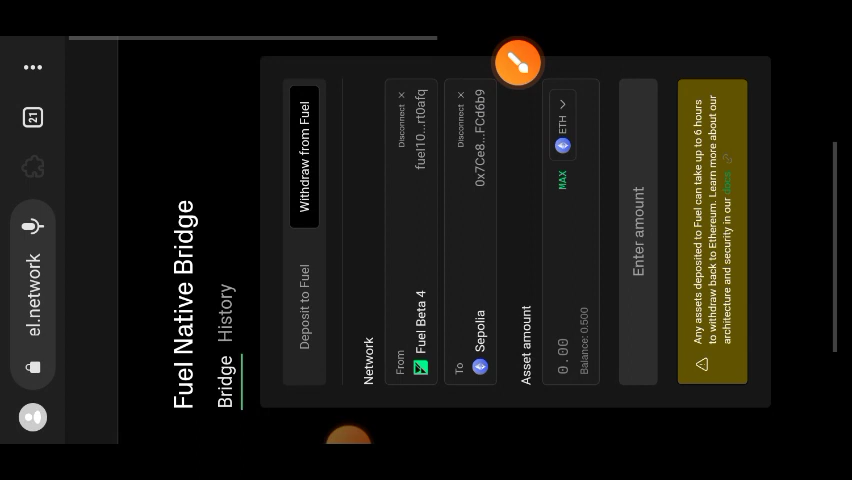 el.network
21
Fuel Native Bridge
Bridge History
Deposit to Fuel Withdraw from Fuel
Network
From Disconnect ×
Fuel Beta 4 fuel10...rt0afq
To Disconnect ×
Sepolia 0x7Ce8...FCd6b9
Asset amount
0.00 MAX ETH
Balance: 0.500
Enter amount
Any assets deposited to Fuel can take up to 6 hours
to withdraw back to Ethereum. Learn more about our
architecture and security in our docs